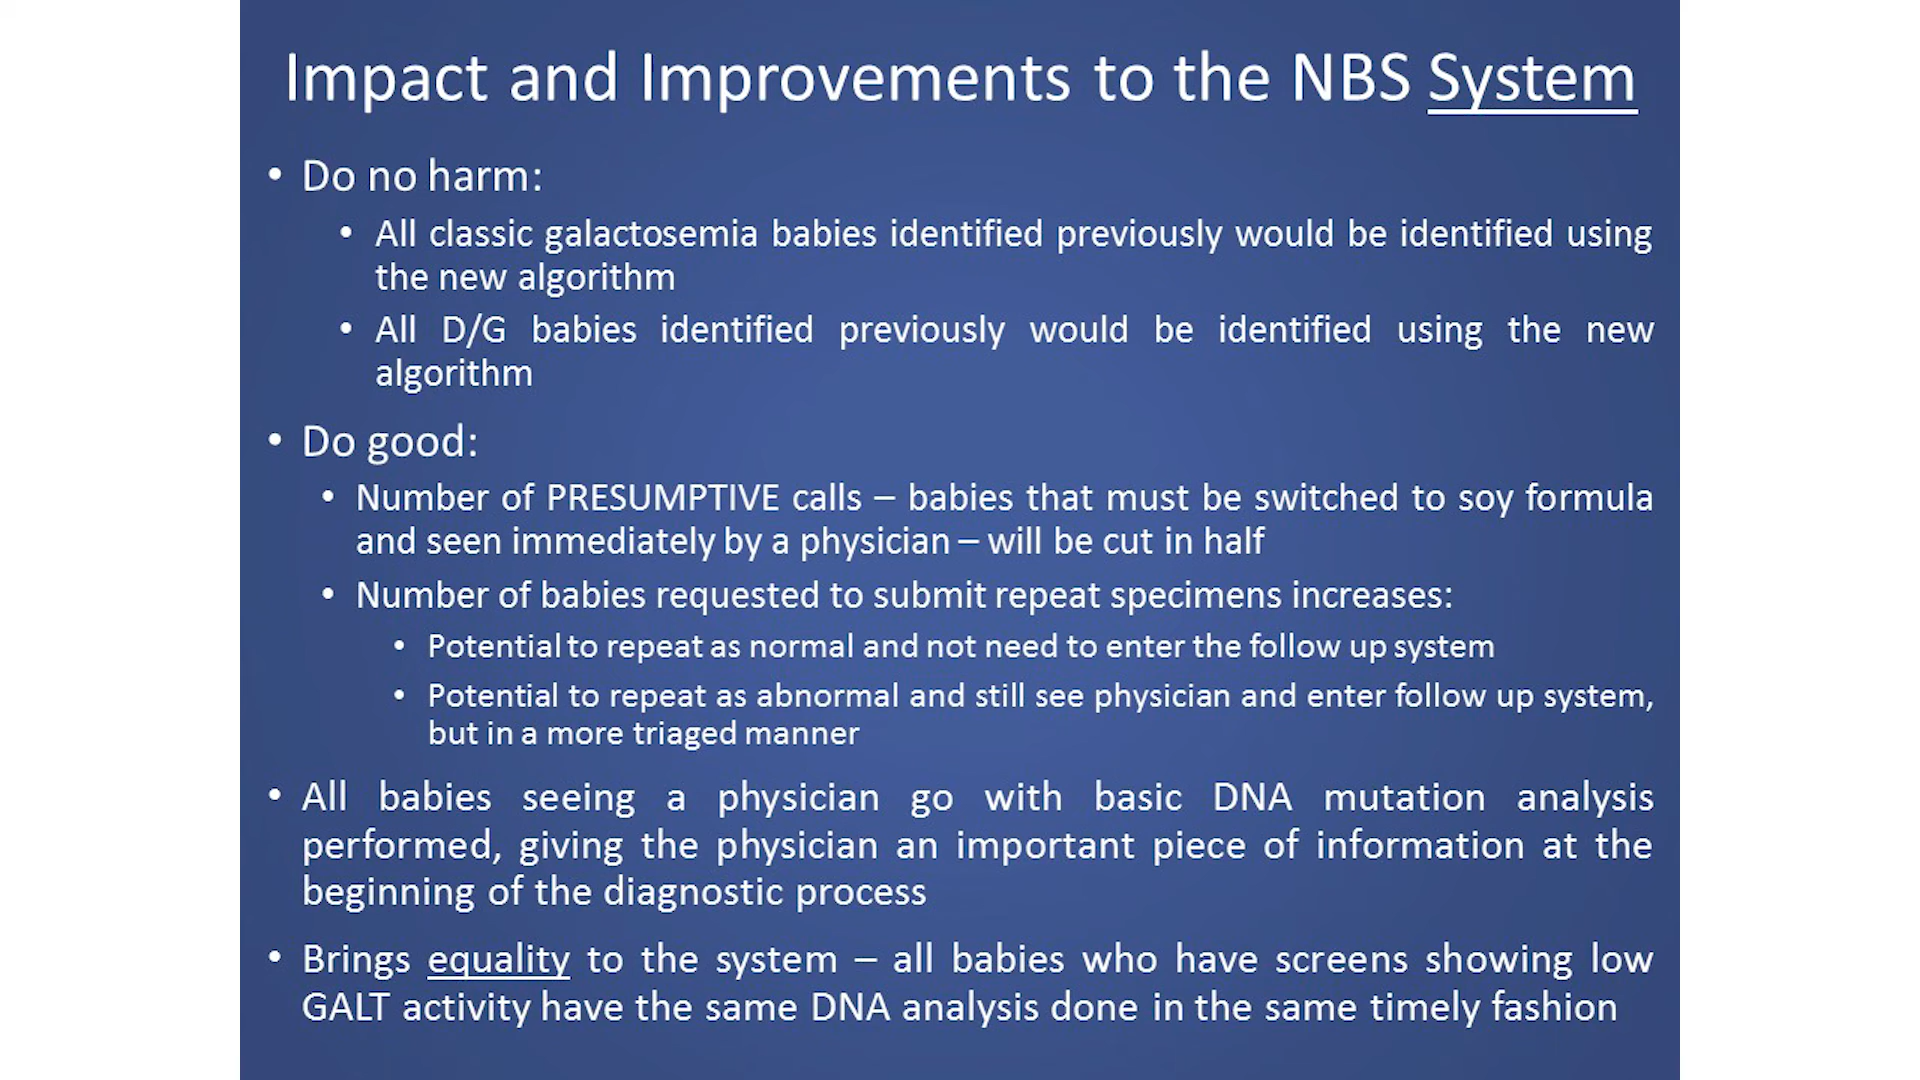 Impact and Improvements to the NBS System
• Do no harm:
• All classic galactosemia babies identified previously would be identified using
the new algorithm
• All D/G babies identified previously would be identified using the new
algorithm
• Do good:
• Number of PRESUMPTIVE calls – babies that must be switched to soy formula
and seen immediately by a physician – will be cut in half
• Number of babies requested to submit repeat specimens increases:
• Potential to repeat as normal and not need to enter the follow up system
• Potential to repeat as abnormal and still see physician and enter follow up system,
but in a more triaged manner
• All babies seeing a physician go with basic DNA mutation analysis
performed, giving the physician an important piece of information at the
beginning of the diagnostic process
• Brings equality to the system – all babies who have screens showing low
GALT activity have the same DNA analysis done in the same timely fashion